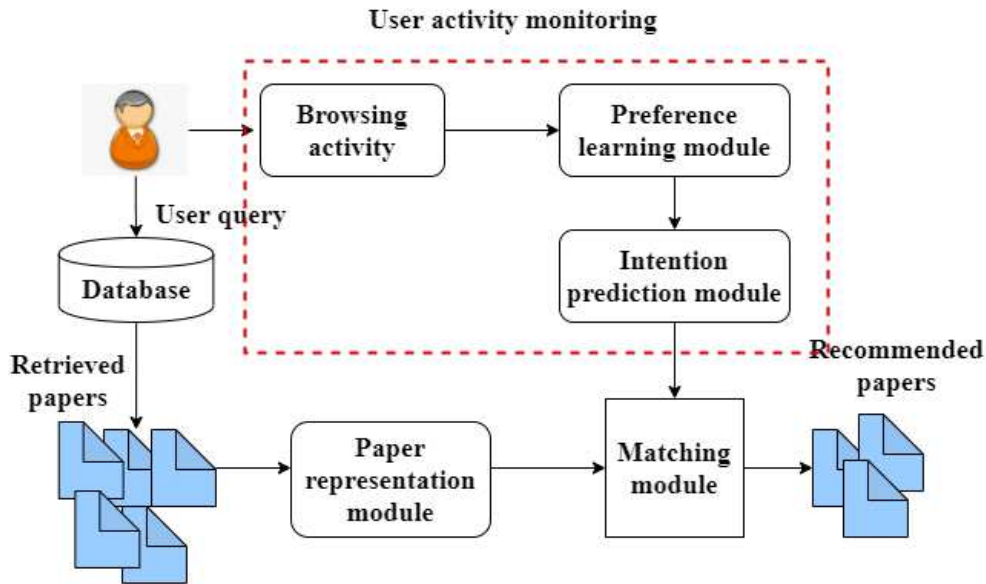 User activity monitoring
Browsing
activity
Preference
learning module
User query
Database
Intention
prediction module
Retrieved
papers
Recommended
papers
Paper
representation
module
Matching
module